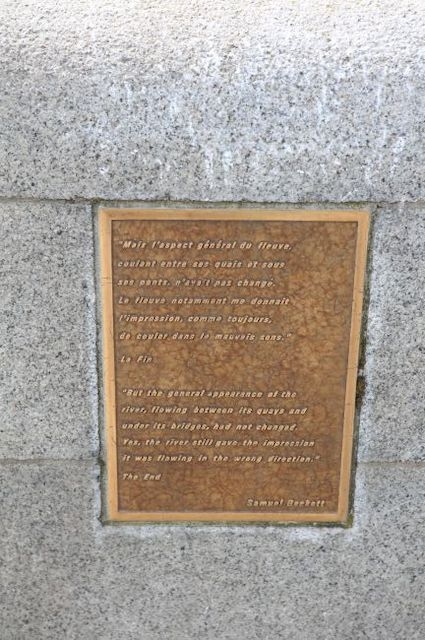 "Mais l'aspect général du fleuve,
coulant entre ses quais et sous
ses ponts, n'avait pas changé.
Le fleuve notamment me donnait
l'impression, comme toujours,
de couler dans le mauvais sens."
La Fin
"But the general appearance of the
river, flowing between its quays and
under its bridges, had not changed.
Yes, the river still gave the impression
it was flowing in the wrong direction."
The End
Samuel Beckett